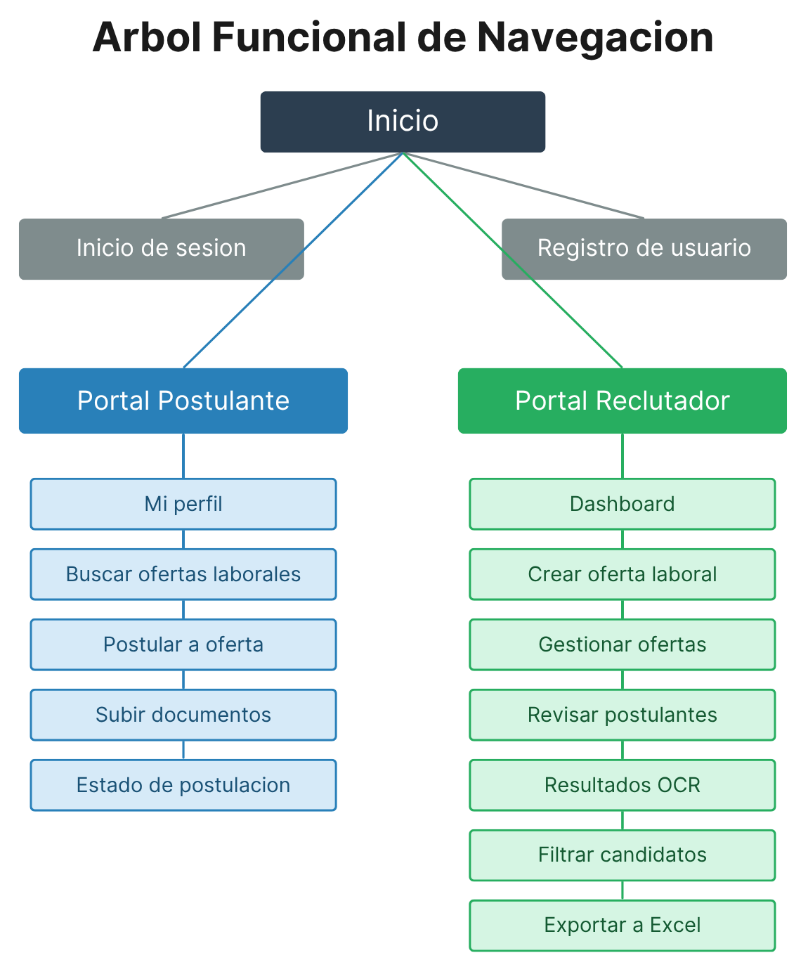 Arbol Funcional de Navegacion
Inicio
Inicio de sesion
Registro de usuario
Portal Postulante
Portal Reclutador
Mi perfil
Buscar ofertas laborales
Postular a oferta
Subir documentos
Estado de postulacion
Dashboard
Crear oferta laboral
Gestionar ofertas
Revisar postulantes
Resultados OCR
Filtrar candidatos
Exportar a Excel